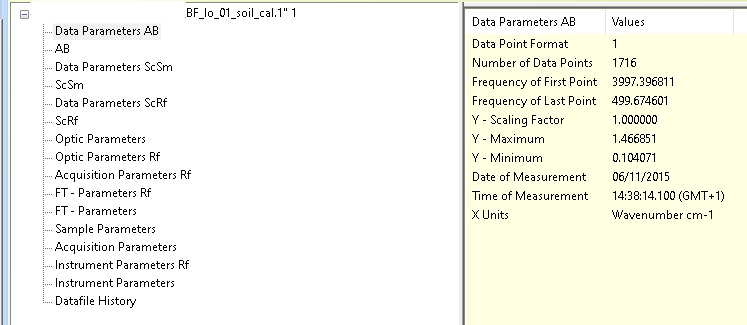 BF_lo_01_soil_cal.1" 1
Data Parameters AB
AB
Data Parameters ScSm
ScSm
Data Parameters ScRf
ScRf
Optic Parameters
Optic Parameters Rf
Acquisition Parameters Rf
FT - Parameters Rf
FT - Parameters
Sample Parameters
Acquisition Parameters
Instrument Parameters Rf
Instrument Parameters
Datafile History
Data Parameters AB Values
Data Point Format 1
Number of Data Points 1716
Frequency of First Point 3997.396811
Frequency of Last Point 499.674601
Y - Scaling Factor 1.000000
Y - Maximum 1.466851
Y - Minimum 0.104071
Date of Measurement 06/11/2015
Time of Measurement 14:38:14.100 (GMT+1)
X Units Wavenumber cm-1